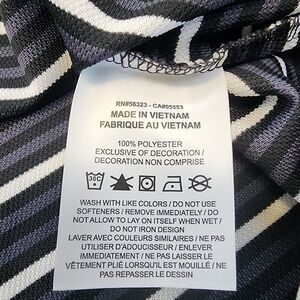 RN#56323 - CA#05553
MADE IN VIETNAM
FABRIQUE AU VIETNAM
100% POLYESTER
EXCLUSIVE OF DECORATION /
DECORATION NON COMPRISE
30C
WASH WITH LIKE COLORS / DO NOT USE
SOFTENERS / REMOVE IMMEDIATELY / DO
NOT ALLOW TO LAY ON ITSELF WHEN WET /
DO NOT IRON DESIGN
LAVER AVEC COULEURS SIMILAIRES / NE PAS
UTILISER D'ADOUCISSEUR / ENLEVER
IMMÉDIATEMENT / NE PAS LAISSER LE
VÊTEMENT PLIÉ LORSQU'IL EST MOUILLÉ / NE
PAS REPASSER LE DESSIN